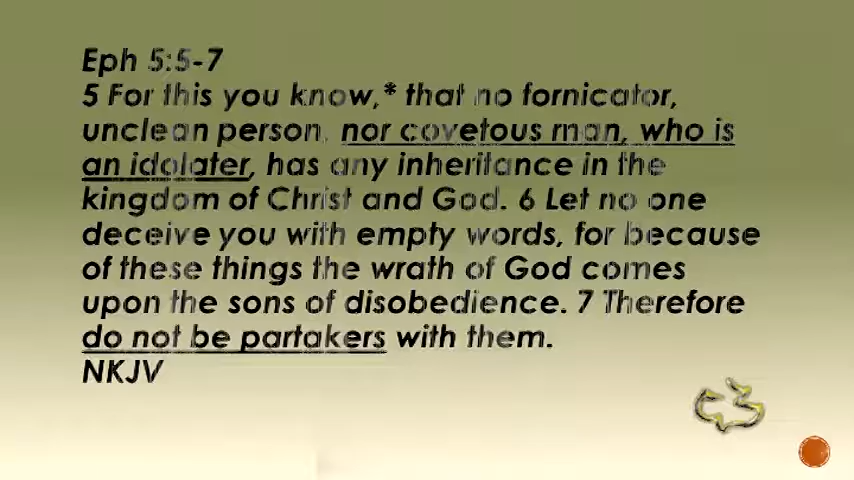 Eph 5:5-7
5 For this you know,* that no fornicator,
unclean person, nor covetous man, who is
an idolater, has any inheritance in the
kingdom of Christ and God. 6 Let no one
deceive you with empty words, for because
of these things the wrath of God comes
upon the sons of disobedience. 7 Therefore
do not be partakers with them.
NKJV